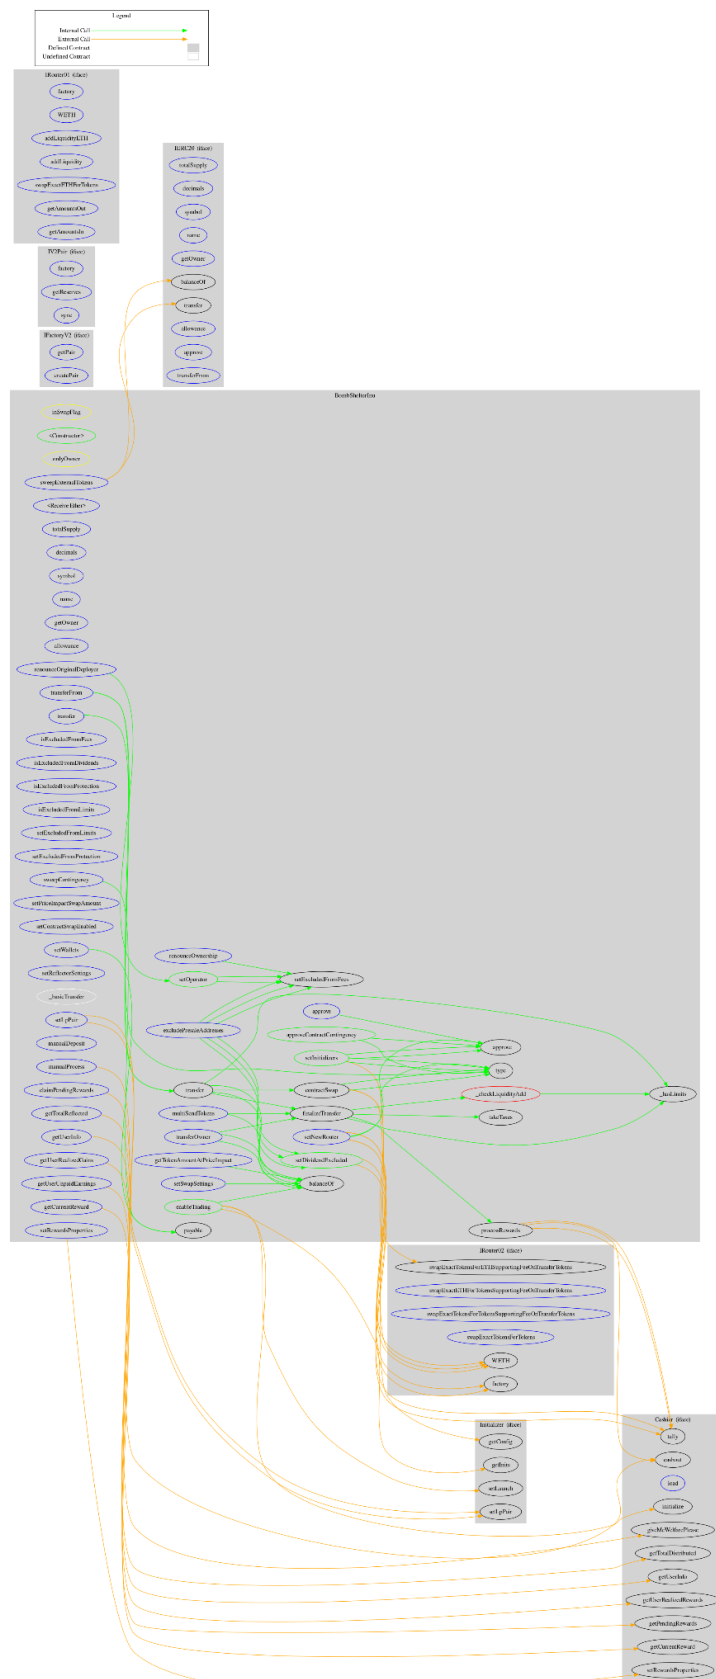 Legend
Internal Call
External Call
Defined Contract
Undefined Contract
IRouter01 (iface)
factory
WETH
addLiquidityETH
addLiquidity
swapExactETHForTokens
getAmountsOut
getAmountsIn
IERC20 (iface)
totalSupply
decimals
symbol
name
getOwner
balanceOf
transfer
allowance
approve
transferFrom
IV2Pair (iface)
factory
getReserves
sync
IFactoryV2 (iface)
getPair
createPair
BombShelterInu
inSwapFlag
<Constructor>
onlyOwner
sweepExternalTokens
<Receive Ether>
totalSupply
decimals
symbol
name
getOwner
allowance
renounceOriginalDeployer
transferFrom
transfer
isExcludedFromFees
isExcludedFromDividends
isExcludedFromProtection
isExcludedFromLimits
setExcludedFromLimits
setExcludedFromProtection
sweepContingency
setPriceImpactSwapAmount
setContractSwapEnabled
setWallets
setReflectorSettings
_basicTransfer
setLpPair
manualDeposit
manualProcess
claimPendingRewards
getTotalReflected
getUserInfo
getUserRealizedGains
getUserUnpaidEarnings
getCurrentReward
setRewardsProperties
renounceOwnership
setOperator
setExcludedFromFees
excludePresaleAddresses
approve
approveContractContingency
approve
setInitializers
type
transfer
contractSwap
_checkLiquidityAdd
_hasLimits
multiSendTokens
finalizeTransfer
takeTaxes
transferOwner
setNewRouter
getTokenAmountAtPriceImpact
setDividendExcluded
setSwapSettings
balanceOf
enableTrading
payable
processRewards
IRouter02 (iface)
swapExactTokensForETHSupportingFeeOnTransferTokens
swapExactETHForTokensSupportingFeeOnTransferTokens
swapExactTokensForTokensSupportingFeeOnTransferTokens
swapExactTokensForTokens
WETH
factory
Initializer (iface)
getConfig
getInits
setLaunch
setLpPair
Cashier (iface)
tally
cashout
load
initialize
giveMeWelfarePlease
getTotalDistributed
getUserInfo
getUserRealizedRewards
getPendingRewards
getCurrentReward
setRewardsProperties